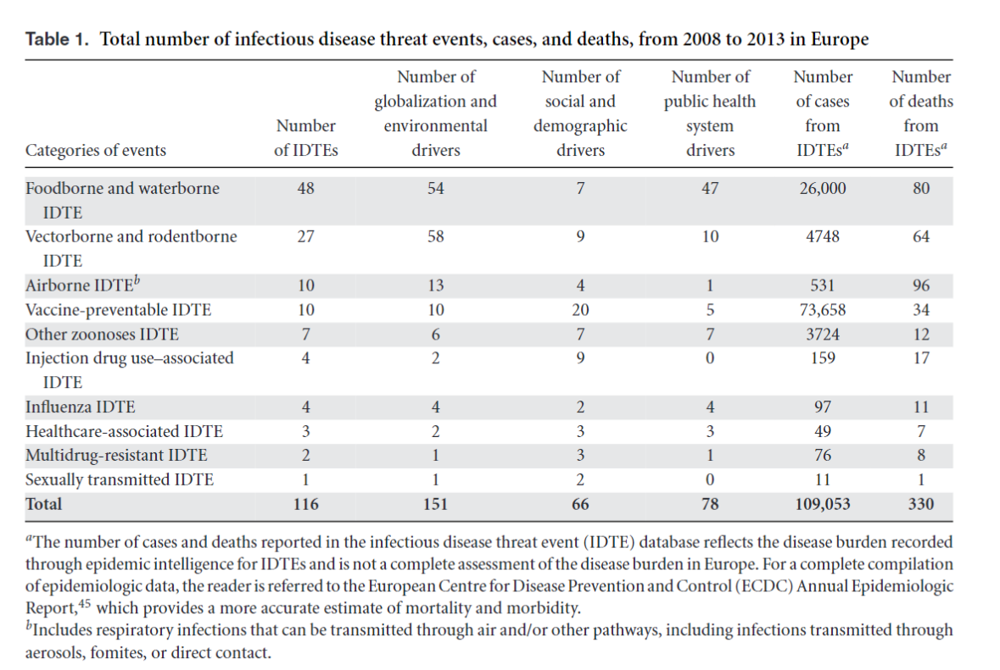 Table 1. Total number of infectious disease threat events, cases, and deaths, from 2008 to 2013 in Europe
Categories of events Number of IDTEs Number of globalization and environmental drivers Number of social and demographic drivers Number of public health system drivers Number of cases from IDTEsᵃ Number of deaths from IDTEsᵃ
Foodborne and waterborne 48 54 7 47 26,000 80
IDTE
Vectorborne and rodentborne 27 58 9 10 4748 64
IDTE
Airborne IDTEᵇ 10 13 4 1 531 96
Vaccine-preventable IDTE 10 10 20 5 73,658 34
Other zoonoses IDTE 7 6 7 7 3724 12
Injection drug use–associated 4 2 9 0 159 17
IDTE
Influenza IDTE 4 4 2 4 97 11
Healthcare-associated IDTE 3 2 3 3 49 7
Multidrug-resistant IDTE 2 1 3 1 76 8
Sexually transmitted IDTE 1 1 2 0 11 1
Total 116 151 66 78 109,053 330
ᵃThe number of cases and deaths reported in the infectious disease threat event (IDTE) database reflects the disease burden recorded
through epidemic intelligence for IDTEs and is not a complete assessment of the disease burden in Europe. For a complete compilation
of epidemiologic data, the reader is referred to the European Centre for Disease Prevention and Control (ECDC) Annual Epidemiologic
Report,⁴⁵ which provides a more accurate estimate of mortality and morbidity.
ᵇIncludes respiratory infections that can be transmitted through air and/or other pathways, including infections transmitted through
aerosols, fomites, or direct contact.